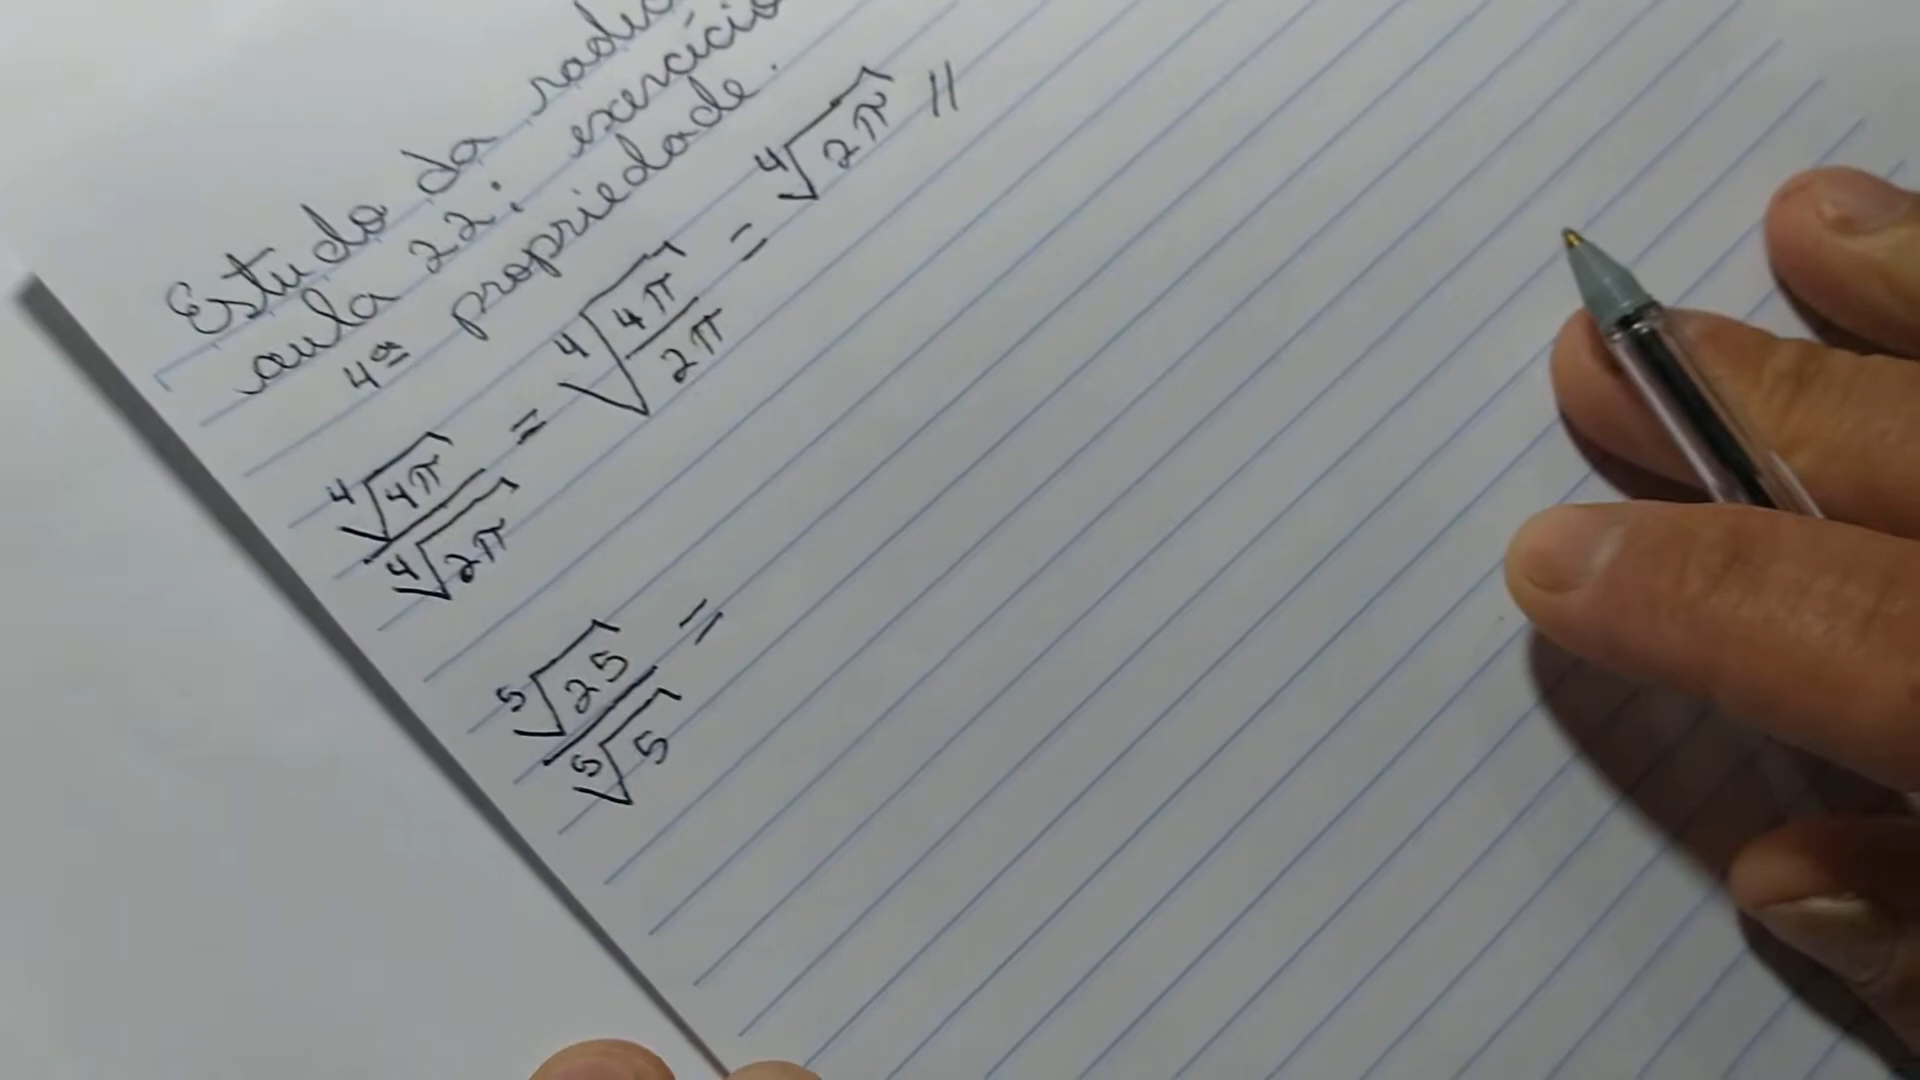 Estudo da
aula 22: exercício
4ª propriedade.
⁴√4π / ⁴√2π = ⁴√(4π / 2π) = ⁴√2π //
⁵√25 / ⁵√5 =